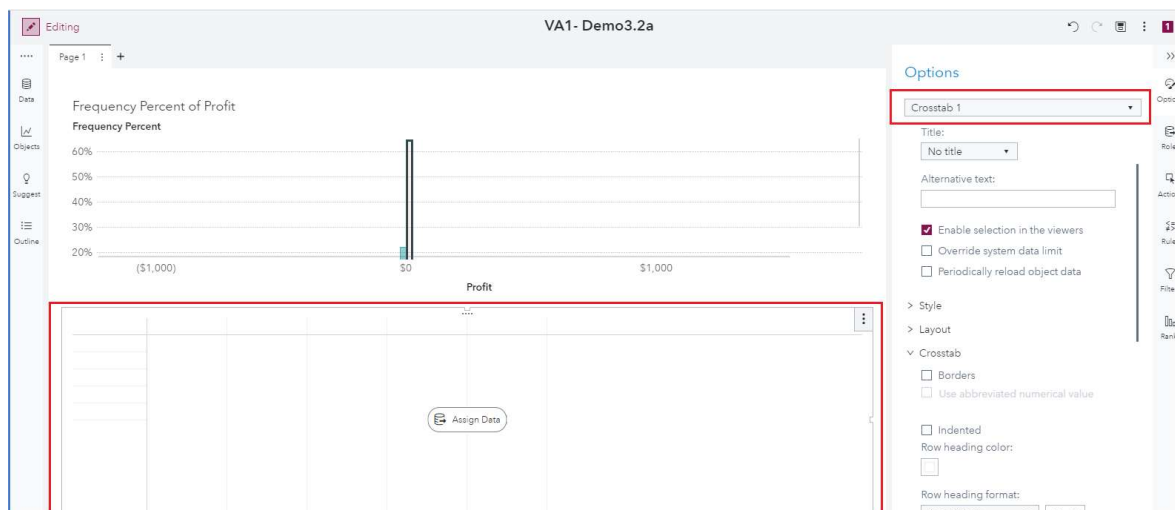 Editing
VA1- Demo3.2a
1
Page 1
Data
Objects
Suggest
Outline
Frequency Percent of Profit
Frequency Percent
60%
50%
40%
30%
20%
($1,000)
$0
$1,000
Profit
Assign Data
Options
Crosstab 1
Title:
No title
Alternative text:
Enable selection in the viewers
Override system data limit
Periodically reload object data
Style
Layout
Crosstab
Borders
Use abbreviated numerical value
Indented
Row heading color:
Row heading format:
Optio
Role
Actio
Rule
Filte
Rank